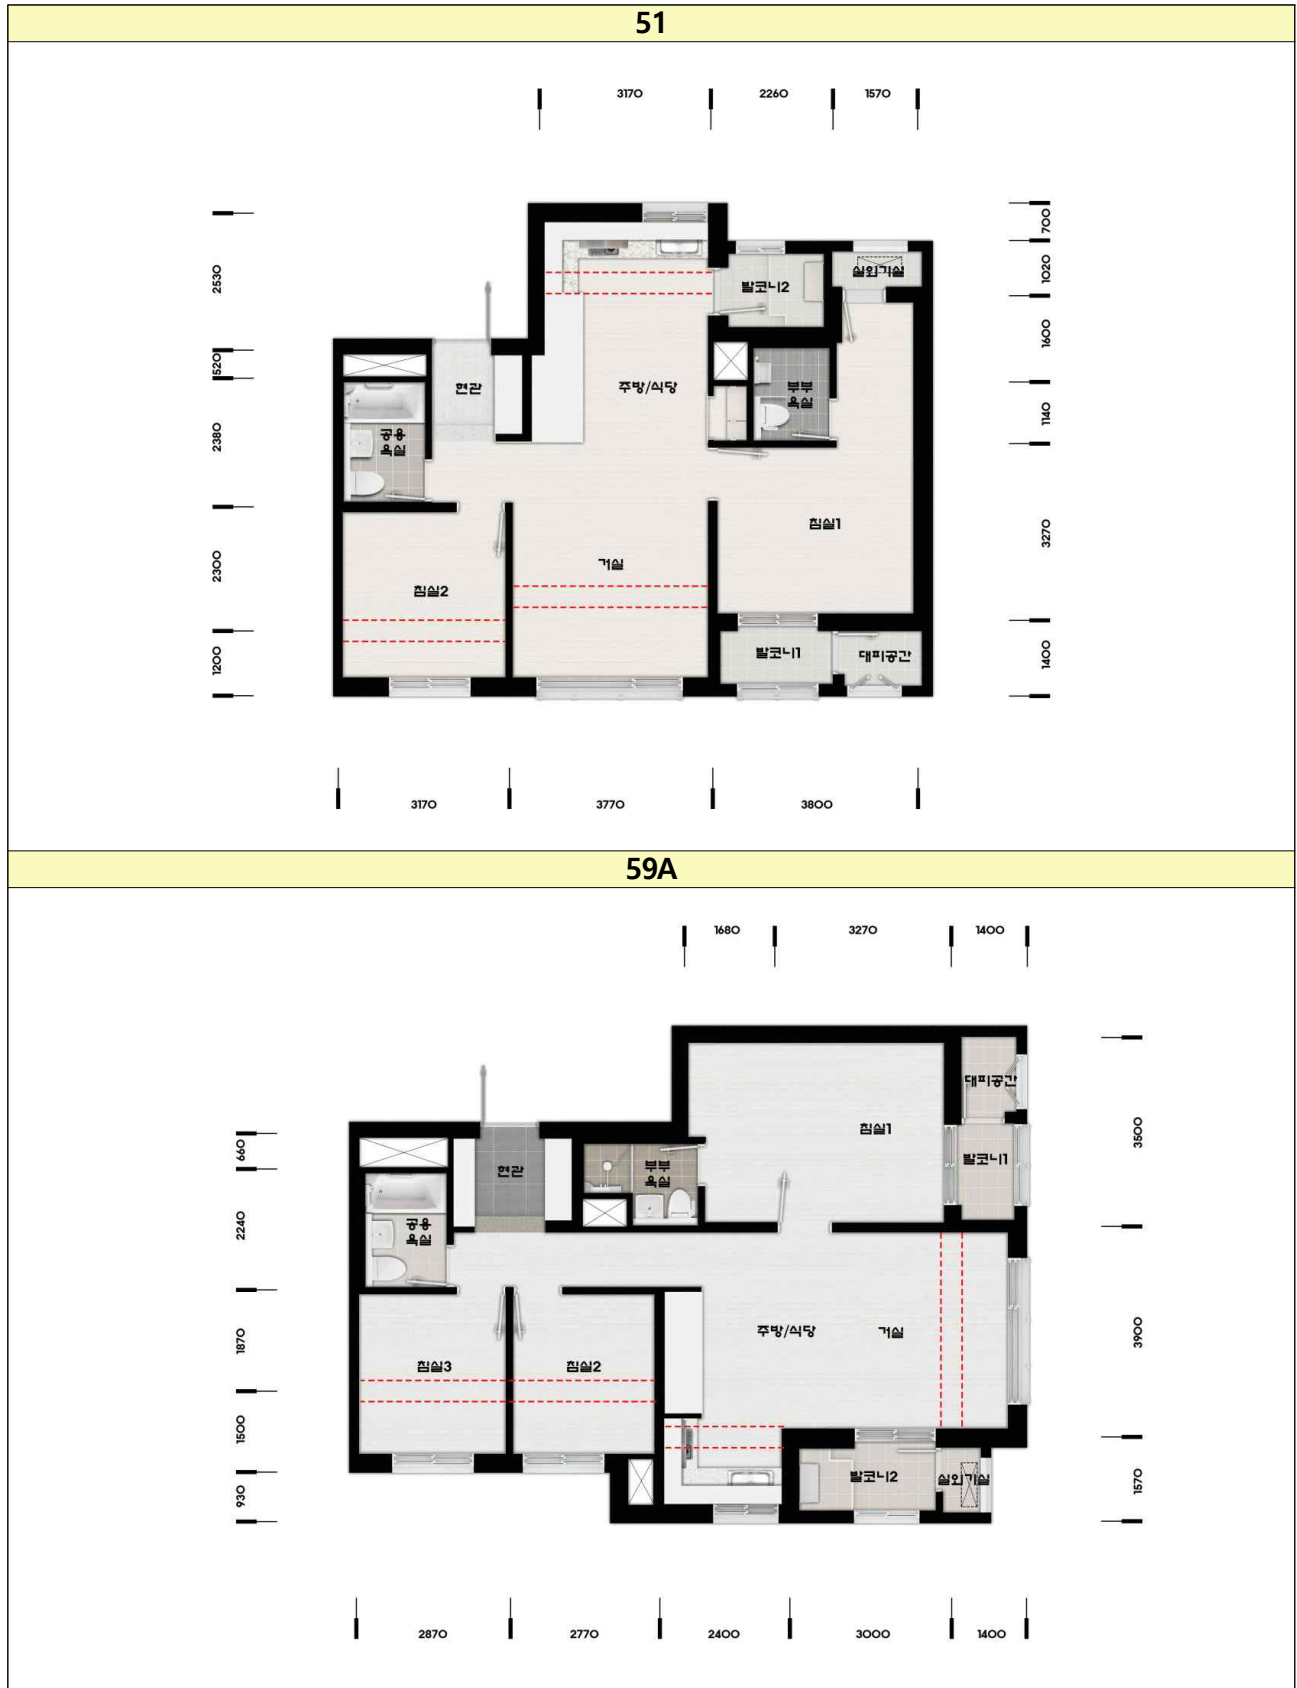 51
3170
2260
1570
700
1020
1600
1140
3270
1400
2530
520
2380
2300
1200
발코니2
실외기실
현관
주방/식당
부부
욕실
공용
욕실
침실1
거실
침실2
발코니1
대피공간
3170
3770
3800
59A
1680
3270
1400
660
2240
1870
1500
930
3500
3900
1570
대피공간
침실1
발코니1
현관
부부
욕실
공용
욕실
주방/식당
거실
침실3
침실2
발코니2
실외기실
2870
2770
2400
3000
1400